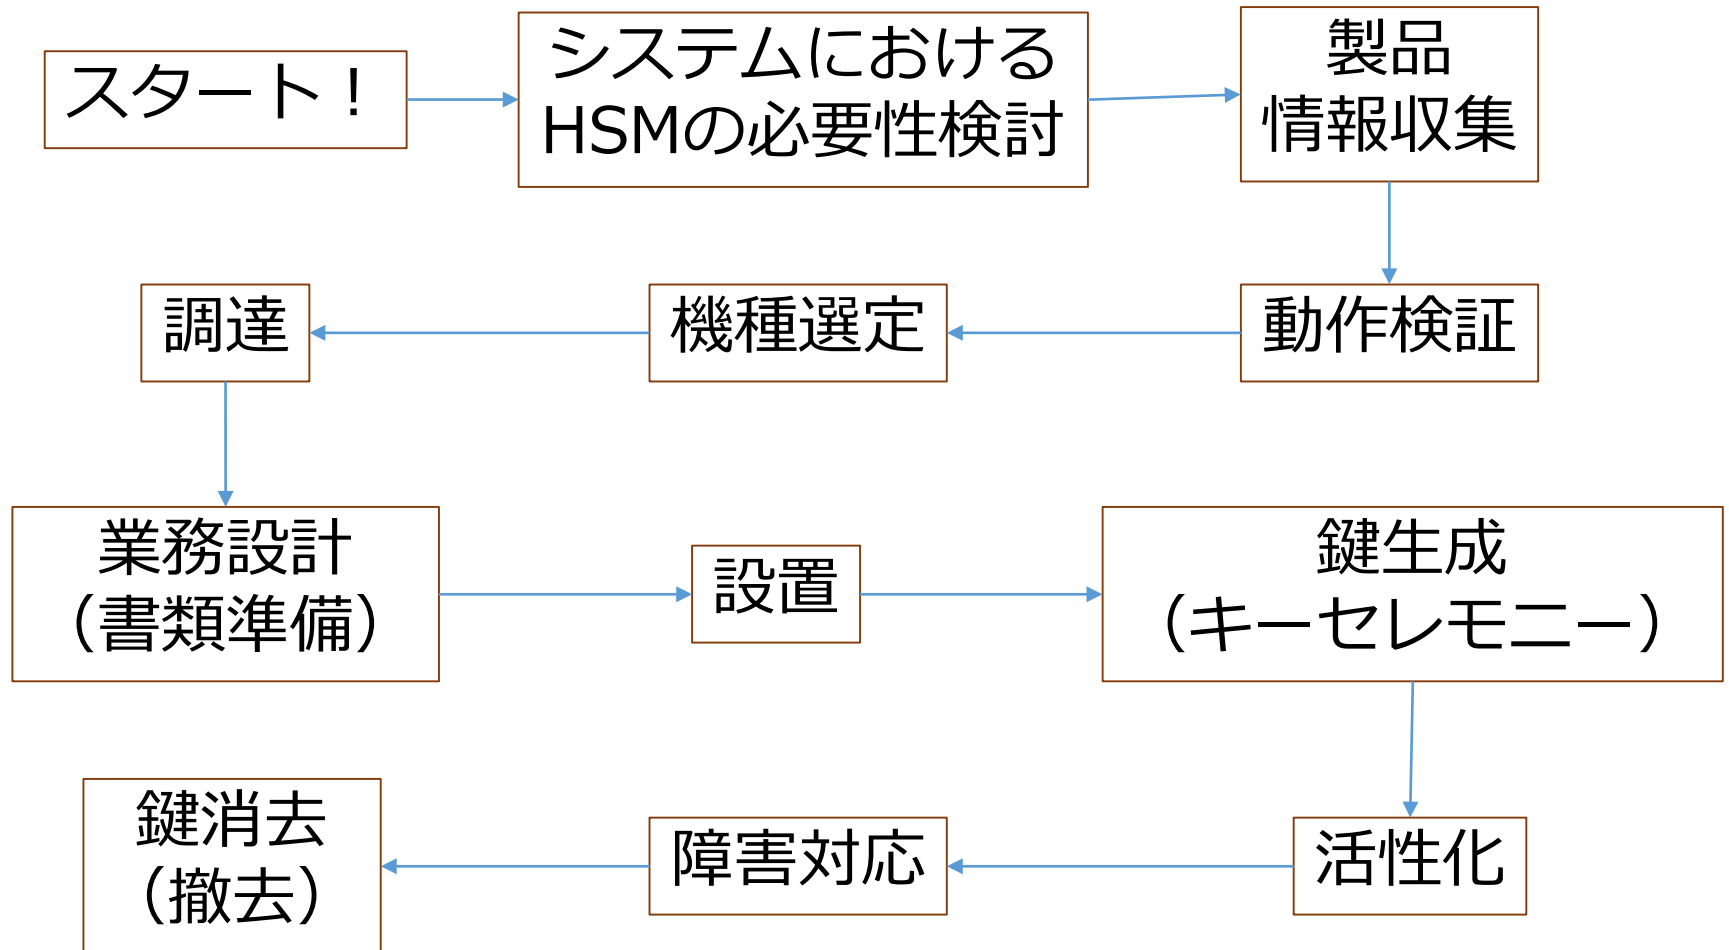 スタート！
システムにおける
HSMの必要性検討
製品
情報収集
動作検証
機種選定
調達
業務設計
（書類準備）
設置
鍵生成
（キーセレモニー）
活性化
障害対応
鍵消去
（撤去）